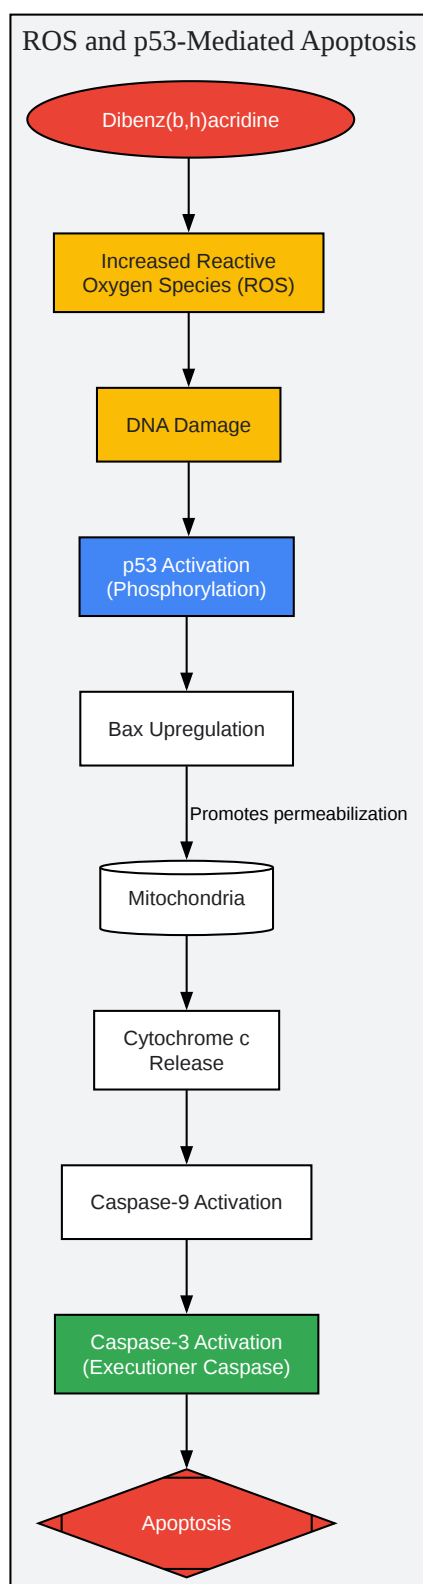 ROS and p53-Mediated Apoptosis
Dibenz(b,h)acridine
Increased Reactive
Oxygen Species (ROS)
DNA Damage
p53 Activation
(Phosphorylation)
Bax Upregulation
Promotes permeabilization
Mitochondria
Cytochrome c
Release
Caspase-9 Activation
Caspase-3 Activation
(Executioner Caspase)
Apoptosis